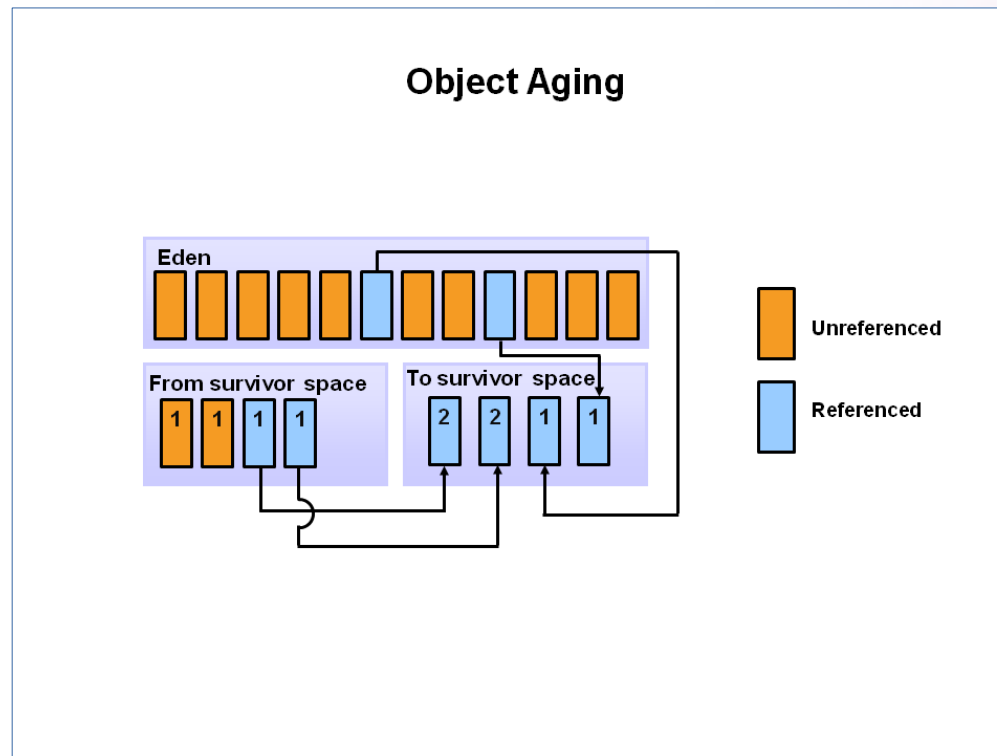 Object Aging
Eden
From survivor space
To survivor space
1 1 1 1
2 2 1 1
Unreferenced
Referenced